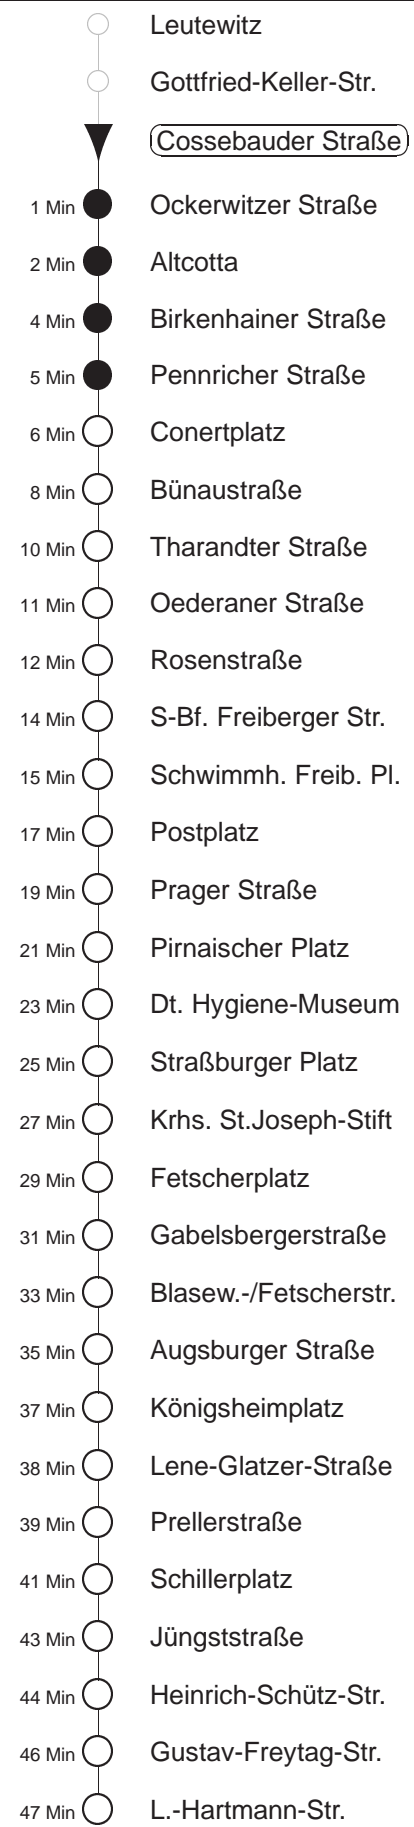 Leutewitz
Gottfried-Keller-Str.
Cossebauder Straße
1 Min Ockerwitzer Straße
2 Min Altcotta
4 Min Birkenhainer Straße
5 Min Pennricher Straße
6 Min Conertplatz
8 Min Bünaustraße
10 Min Tharandter Straße
11 Min Oederaner Straße
12 Min Rosenstraße
14 Min S-Bf. Freiberger Str.
15 Min Schwimmh. Freib. Pl.
17 Min Postplatz
19 Min Prager Straße
21 Min Pirnaischer Platz
23 Min Dt. Hygiene-Museum
25 Min Straßburger Platz
27 Min Krhs. St.Joseph-Stift
29 Min Fetscherplatz
31 Min Gabelsbergerstraße
33 Min Blasew.-/Fetscherstr.
35 Min Augsburger Straße
37 Min Königsheimplatz
38 Min Lene-Glatzer-Straße
39 Min Prellerstraße
41 Min Schillerplatz
43 Min Jüngststraße
44 Min Heinrich-Schütz-Str.
46 Min Gustav-Freytag-Str.
47 Min L.-Hartmann-Str.